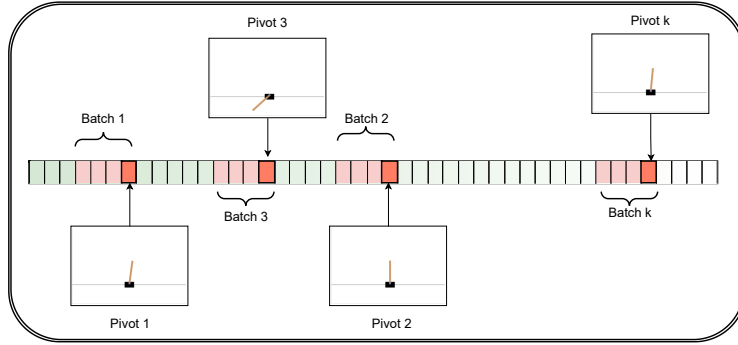 Pivot 3
Pivot k
Batch 1
Batch 2
Batch 3
Batch k
Pivot 1
Pivot 2